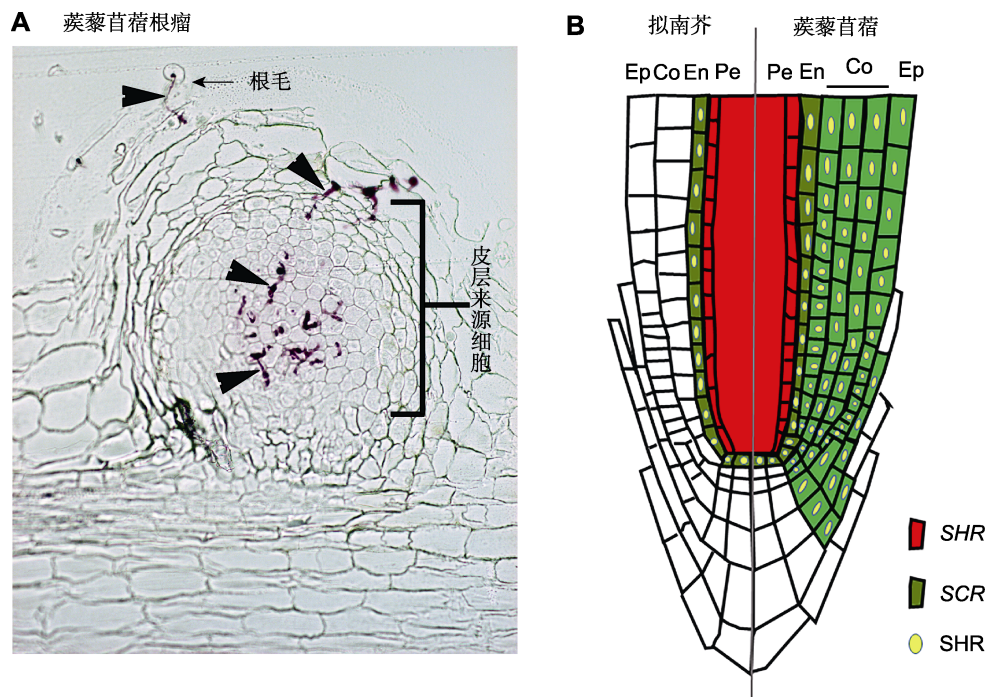 A 蒺藜苜蓿根瘤
根毛
皮层来源细胞
B 拟南芥 蒺藜苜蓿
Ep Co En Pe Pe En Co Ep
SHR
SCR
SHR